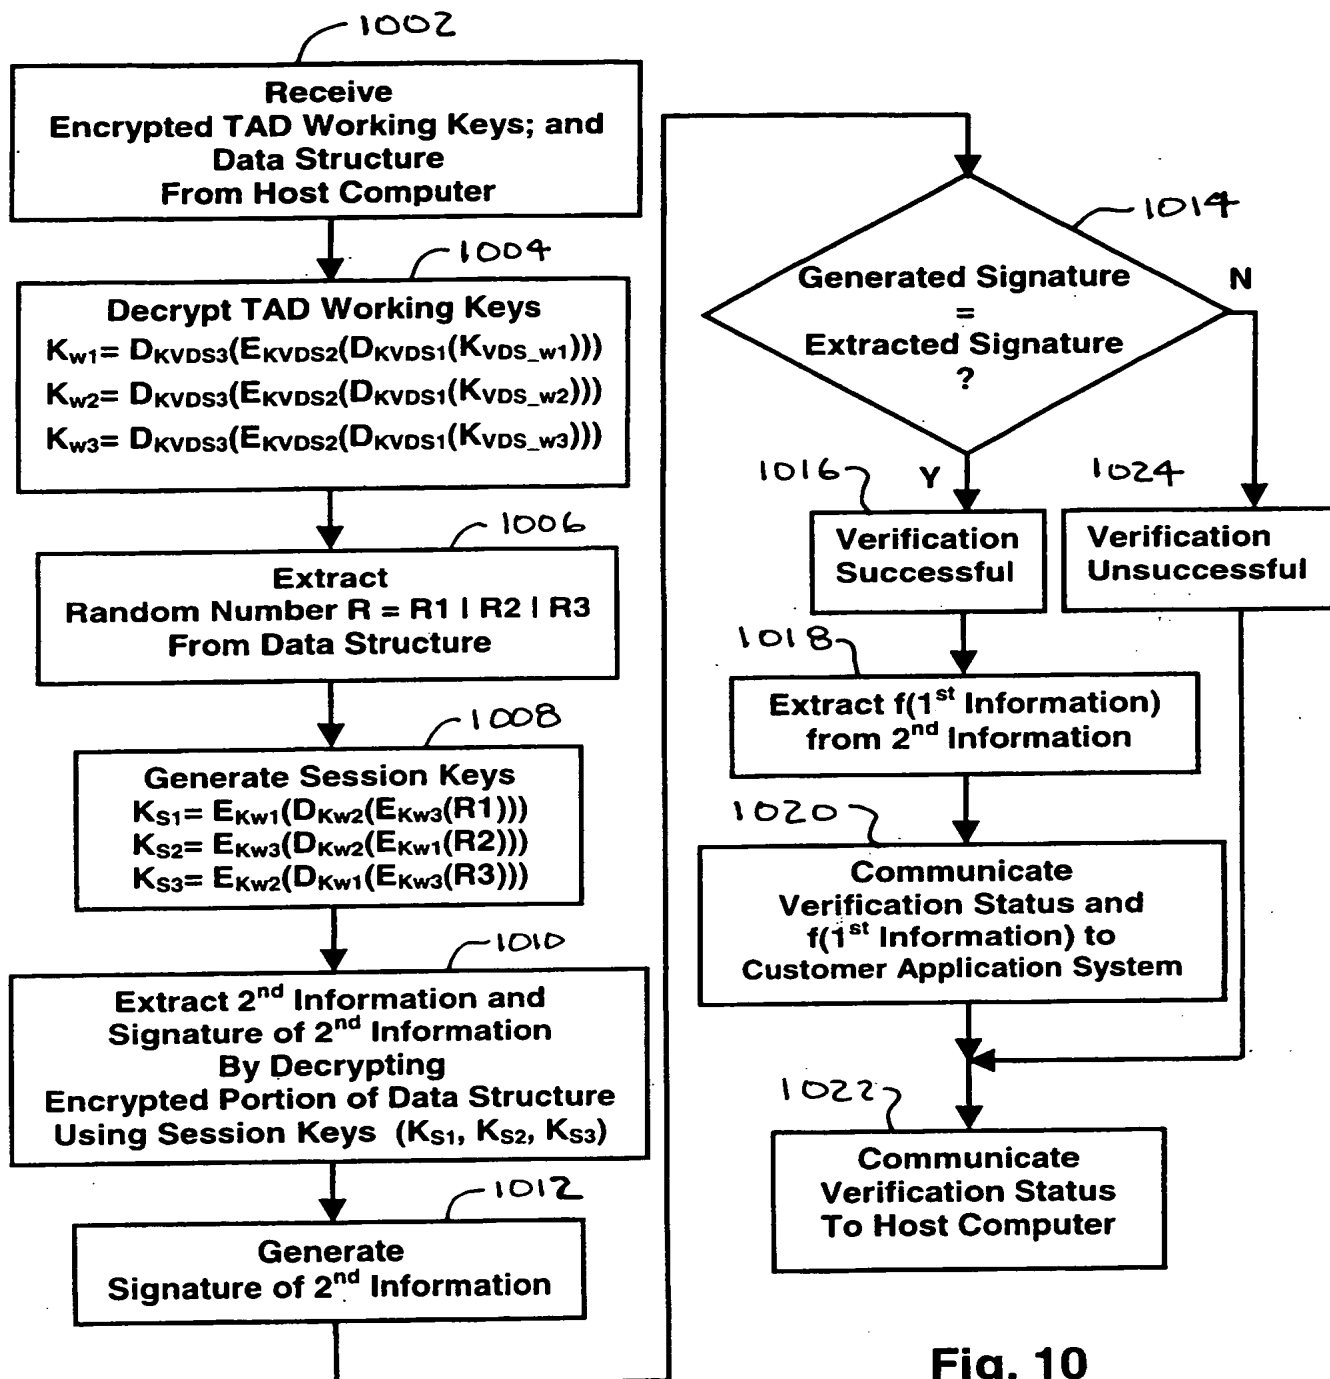 1002
Receive
Encrypted TAD Working Keys; and
Data Structure
From Host Computer
1004
Decrypt TAD Working Keys
Kw1= DKVDS3(EKVDS2(DKVDS1(KVDS_w1)))
Kw2= DKVDS3(EKVDS2(DKVDS1(KVDS_w2)))
Kw3= DKVDS3(EKVDS2(DKVDS1(KVDS_w3)))
1006
Extract
Random Number R = R1 | R2 | R3
From Data Structure
1008
Generate Session Keys
KS1= EKw1(DKw2(EKw3(R1)))
KS2= EKw3(DKw2(EKw1(R2)))
KS3= EKw2(DKw1(EKw3(R3)))
1010
Extract 2nd Information and
Signature of 2nd Information
By Decrypting
Encrypted Portion of Data Structure
Using Session Keys (KS1, KS2, KS3)
1012
Generate
Signature of 2nd Information
1014
Generated Signature
=
Extracted Signature
?
N
Y
1016
Verification
Successful
1024
Verification
Unsuccessful
1018
Extract f(1st Information)
from 2nd Information
1020
Communicate
Verification Status and
f(1st Information) to
Customer Application System
1022
Communicate
Verification Status
To Host Computer
Fig. 10